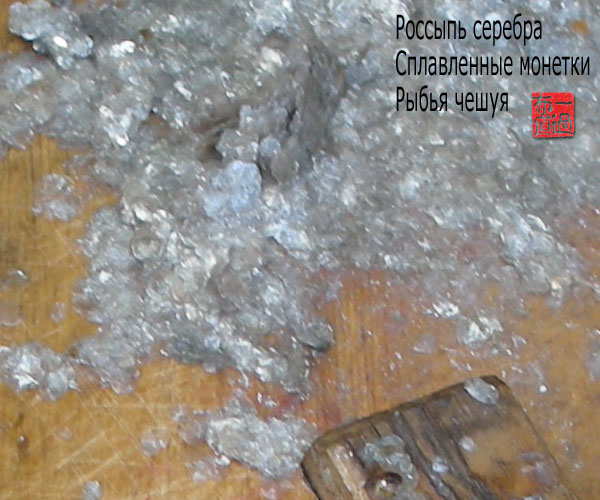 Россыпь серебра
Сплавленные монетки
Рыбья чешуя